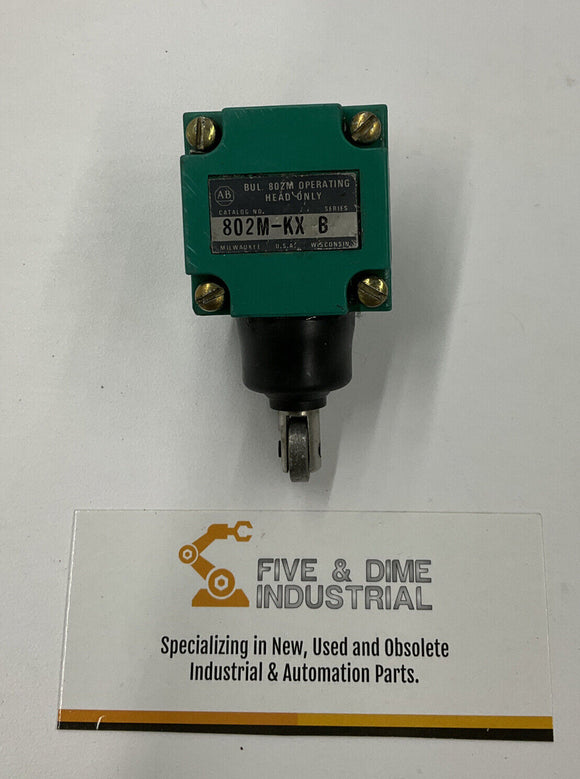 AB
BUL. 802M OPERATING
HEAD ONLY
CATALOG NO. SERIES
802M-KX B
MILWAUKEE U.S.A. WISCONSIN
FIVE & DIME
INDUSTRIAL
Specializing in New, Used and Obsolete
Industrial & Automation Parts.